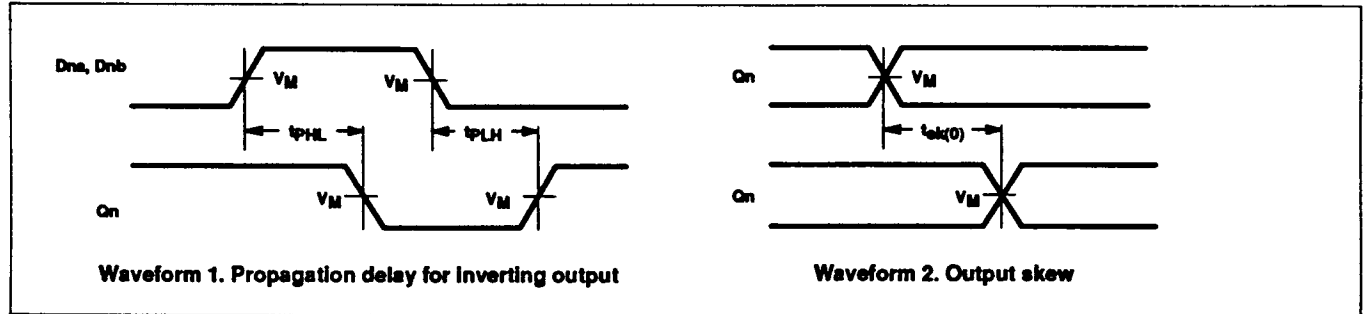 Dna, Dnb
VM
VM
tPHL
tPLH
Qn
VM
VM
Waveform 1. Propagation delay for inverting output
Qn
VM
tsk(0)
Qn
VM
Waveform 2. Output skew